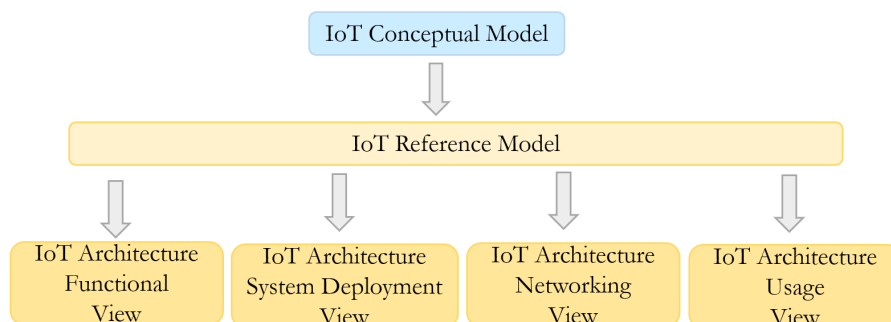 IoT Conceptual Model
IoT Reference Model
IoT Architecture
Functional
View
IoT Architecture
System Deployment
View
IoT Architecture
Networking
View
IoT Architecture
Usage
View